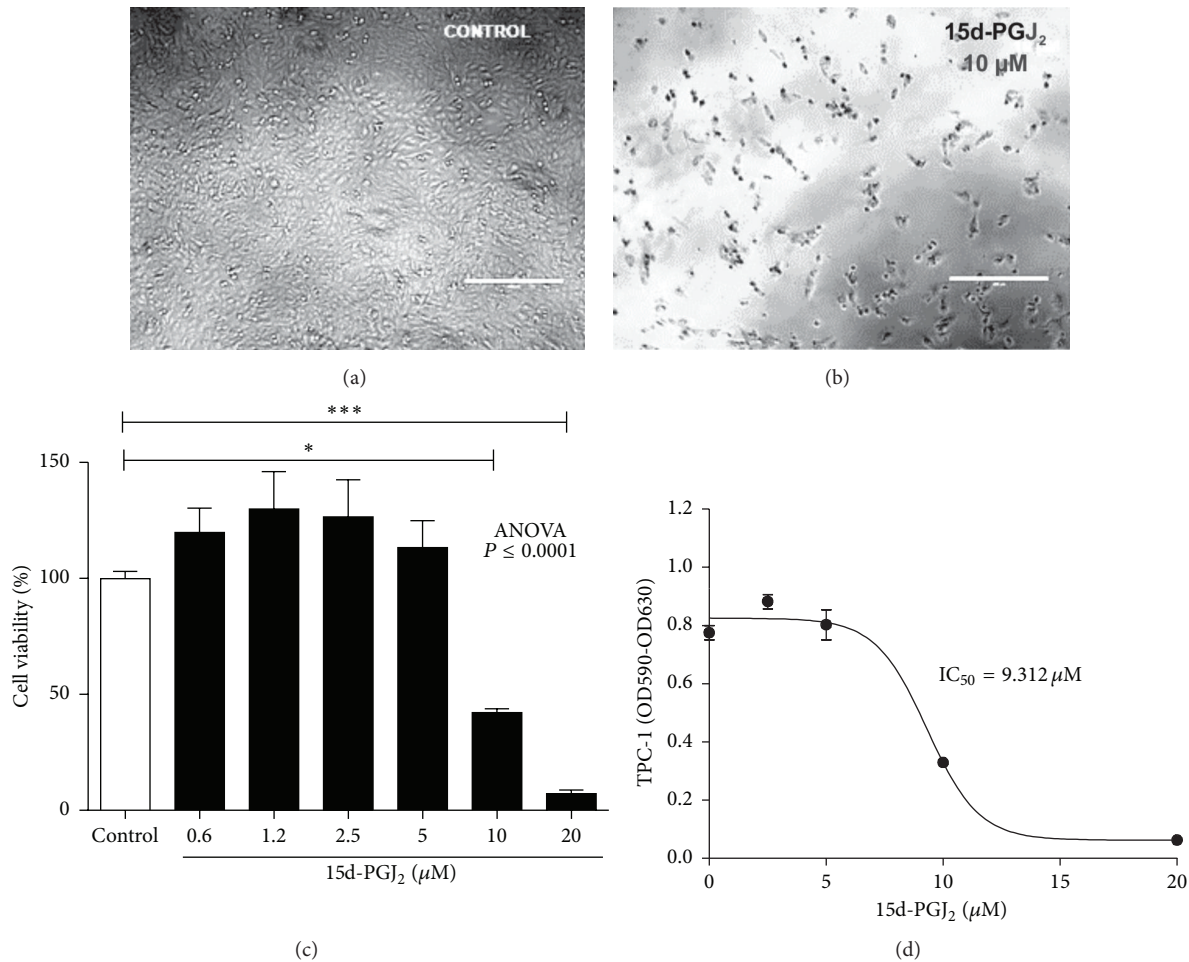 CONTROL
15d-PGJ₂
10 µM
(a)
(b)
***
*
150
100
50
0
Cell viability (%)
ANOVA
P ≤ 0.0001
Control
0.6
1.2
2.5
5
10
20
15d-PGJ₂ (µM)
(c)
1.2
1.0
0.8
0.6
0.4
0.2
0.0
TPC-1 (OD590-OD630)
IC₅₀ = 9.312 µM
0
5
10
15
20
15d-PGJ₂ (µM)
(d)